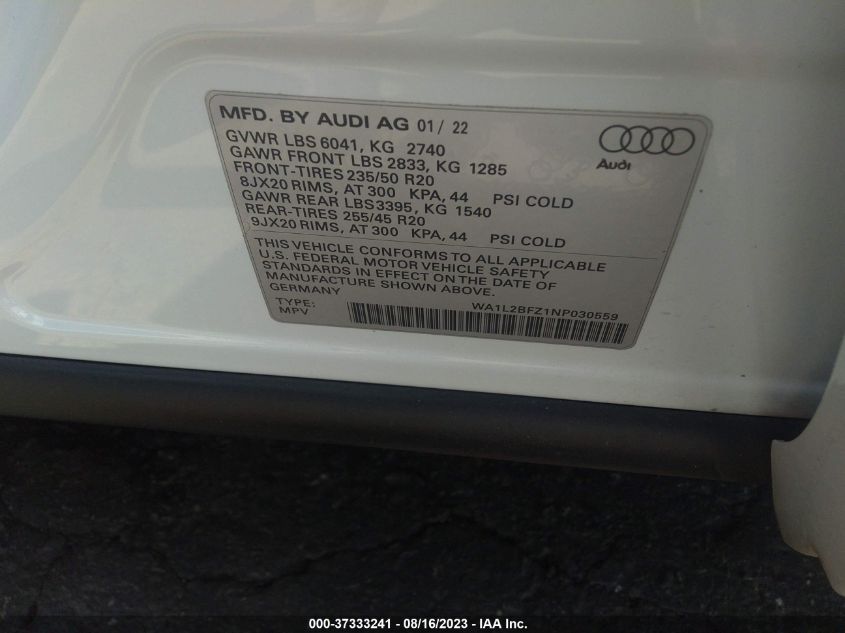 MFD. BY AUDI AG 01/ 22
GVWR LBS 6041, KG 2740
GAWR FRONT LBS 2833, KG 1285
FRONT-TIRES 235/50 R20
8JX20 RIMS, AT 300 KPA, 44 PSI COLD
GAWR REAR LBS3395, KG 1540
REAR-TIRES 255/45 R20
9JX20 RIMS, AT 300 KPA, 44 PSI COLD
Audi
THIS VEHICLE CONFORMS TO ALL APPLICABLE
U.S. FEDERAL MOTOR VEHICLE SAFETY
STANDARDS IN EFFECT ON THE DATE OF
MANUFACTURE SHOWN ABOVE.
GERMANY
TYPE:
MPV
WA1L2BFZ1NP030559
000-37333241 - 08/16/2023 - IAA Inc.